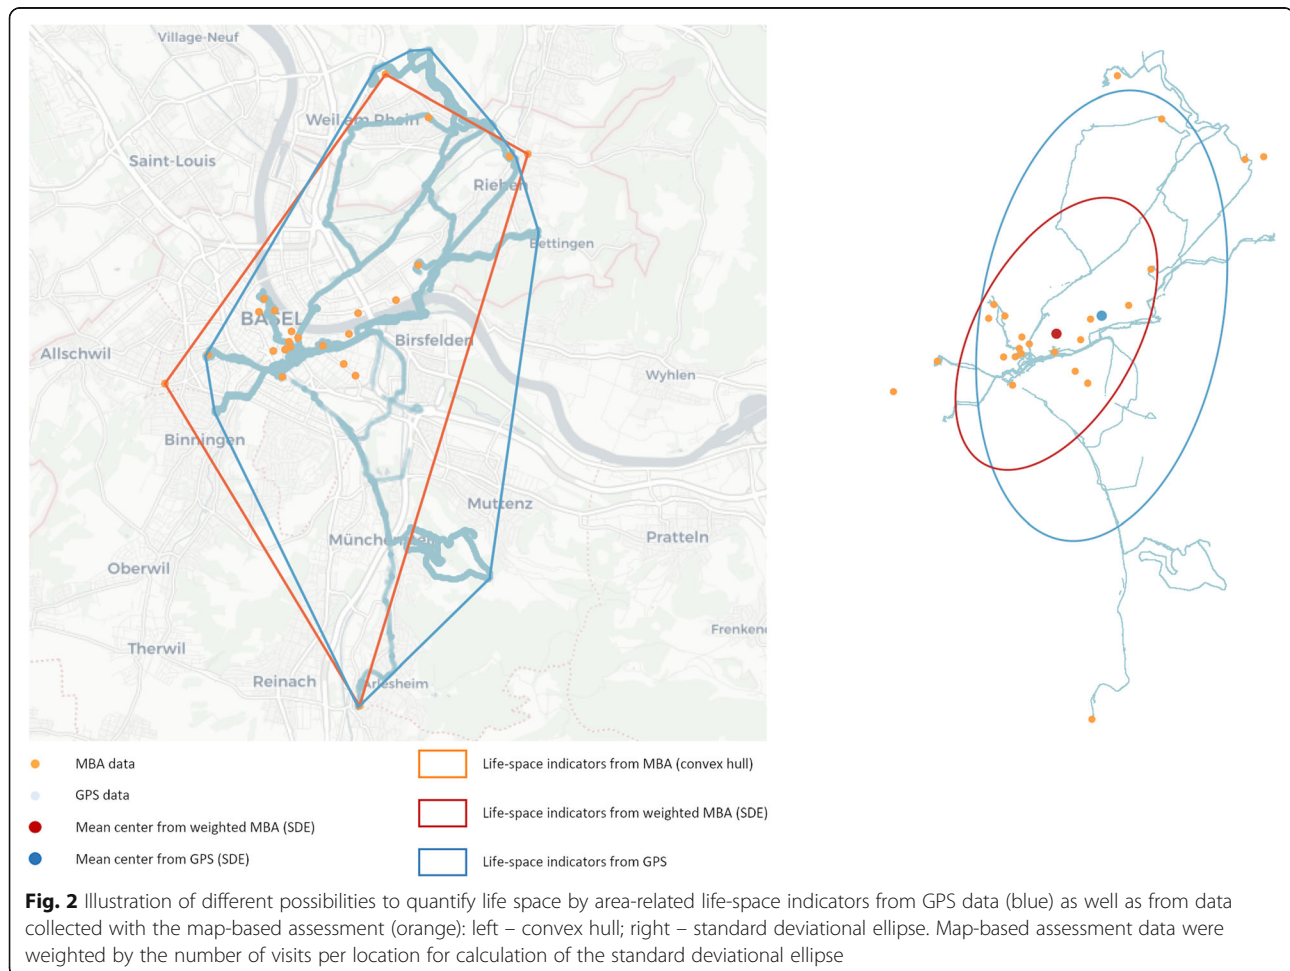 Village-Neuf
Weil am Rhein
Saint-Louis
Riehen
Bettingen
BASEL
Birsfelden
Allschwil
Wyhlen
Binningen
Muttenz
Pratteln
Oberwil
Frenkend
Therwil
Reinach
Arlesheim
MBA data
GPS data
Mean center from weighted MBA (SDE)
Mean center from GPS (SDE)
Life-space indicators from MBA (convex hull)
Life-space indicators from weighted MBA (SDE)
Life-space indicators from GPS
Fig. 2 Illustration of different possibilities to quantify life space by area-related life-space indicators from GPS data (blue) as well as from data
collected with the map-based assessment (orange): left – convex hull; right – standard deviational ellipse. Map-based assessment data were
weighted by the number of visits per location for calculation of the standard deviational ellipse